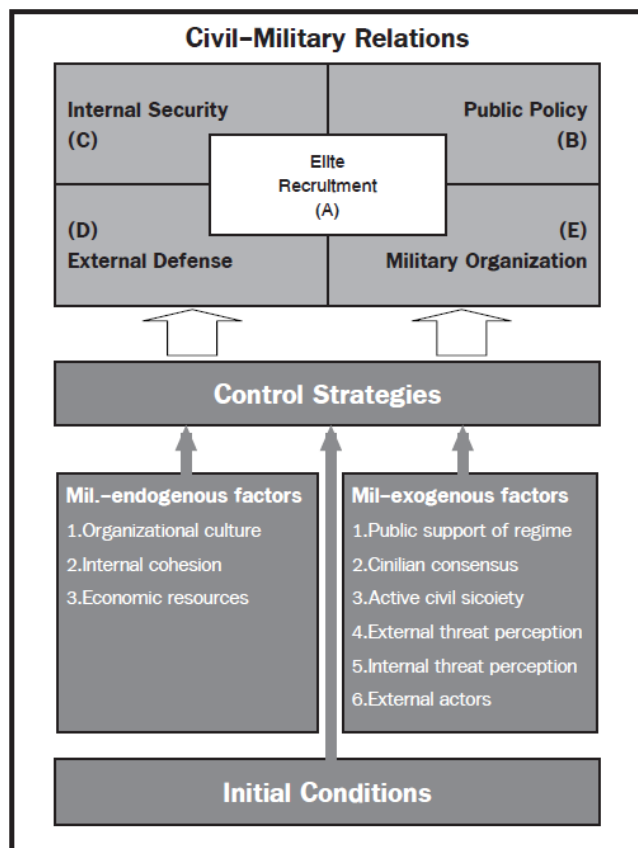 Civil–Military Relations
Internal Security
(C)
Public Policy
(B)
Elite
Recruitment
(A)
(D)
External Defense
(E)
Military Organization
Control Strategies
Mil.–endogenous factors
1.Organizational culture
2.Internal cohesion
3.Economic resources
Mil–exogenous factors
1.Public support of regime
2.Cinilian consensus
3.Active civil sicoiety
4.External threat perception
5.Internal threat perception
6.External actors
Initial Conditions